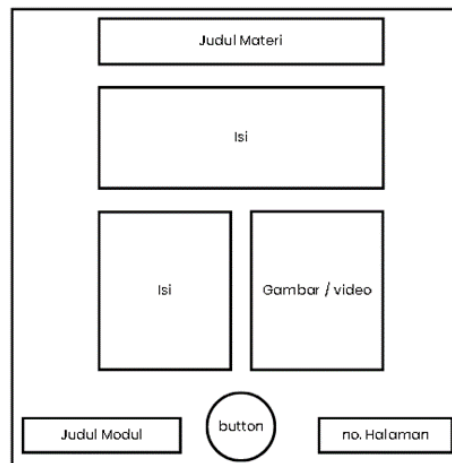 Judul Materi
Isi
Isi
Gambar / video
Judul Modul
button
no. Halaman